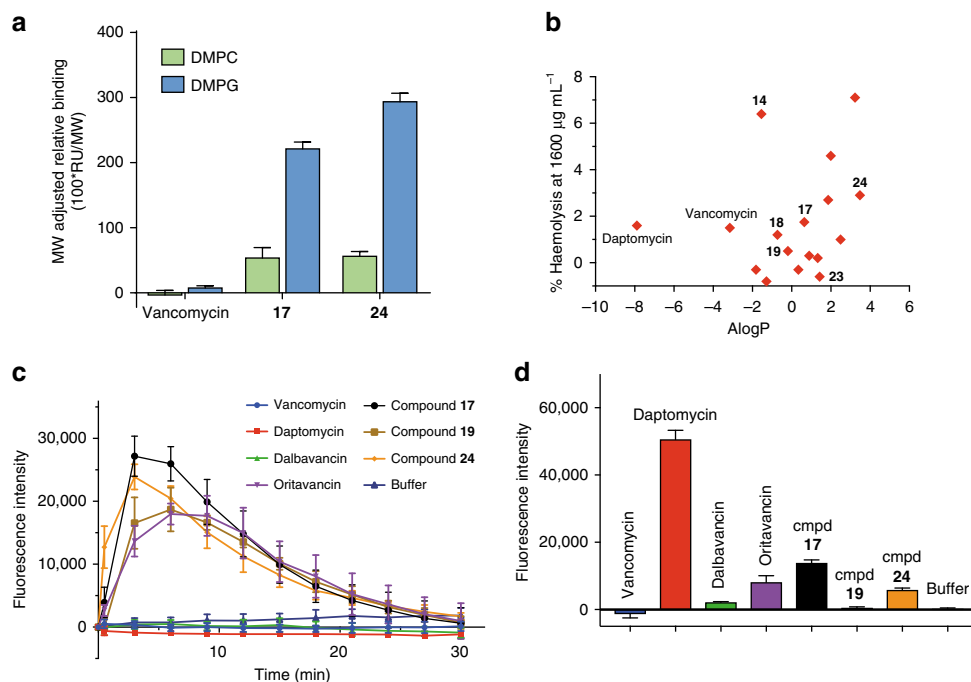 a
DMPC
DMPG
MW adjusted relative binding
(100*RU/MW)
400
300
200
100
0
Vancomycin
17
24
b
% Haemolysis at 1600 µg mL⁻¹
8
6
4
2
0
14
24
17
18
Vancomycin
Daptomycin
19
23
−10 −8 −6 −4 −2 0 2 4 6
AlogP
c
Fluorescence intensity
30,000
20,000
10,000
0
Vancomycin
Daptomycin
Dalbavancin
Oritavancin
Compound 17
Compound 19
Compound 24
Buffer
10 20 30
Time (min)
d
Fluorescence intensity
60,000
40,000
20,000
0
Vancomycin
Daptomycin
Dalbavancin
Oritavancin
cmpd
17
cmpd
19
cmpd
24
Buffer